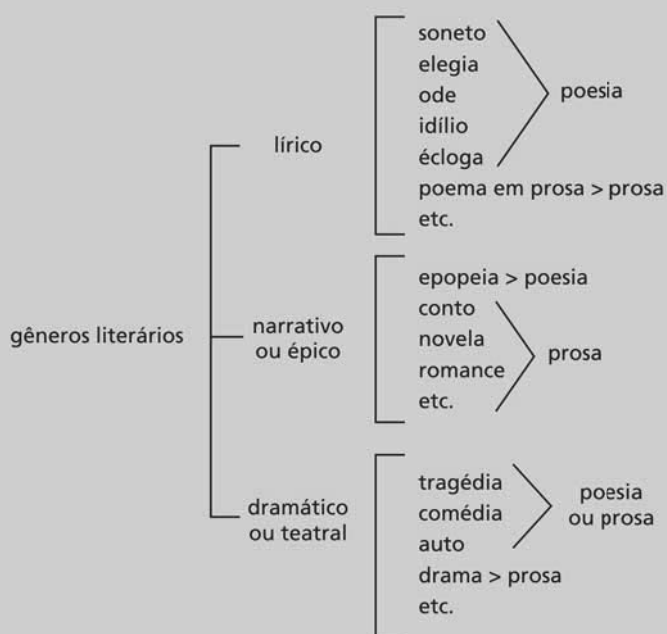 gêneros literários
lírico
soneto
elegia
ode
idílio
écloga
poesia
poema em prosa > prosa
etc.
narrativo
ou épico
epopeia > poesia
conto
novela
romance
etc.
prosa
dramático
ou teatral
tragédia
comédia
auto
poesia
ou prosa
drama > prosa
etc.